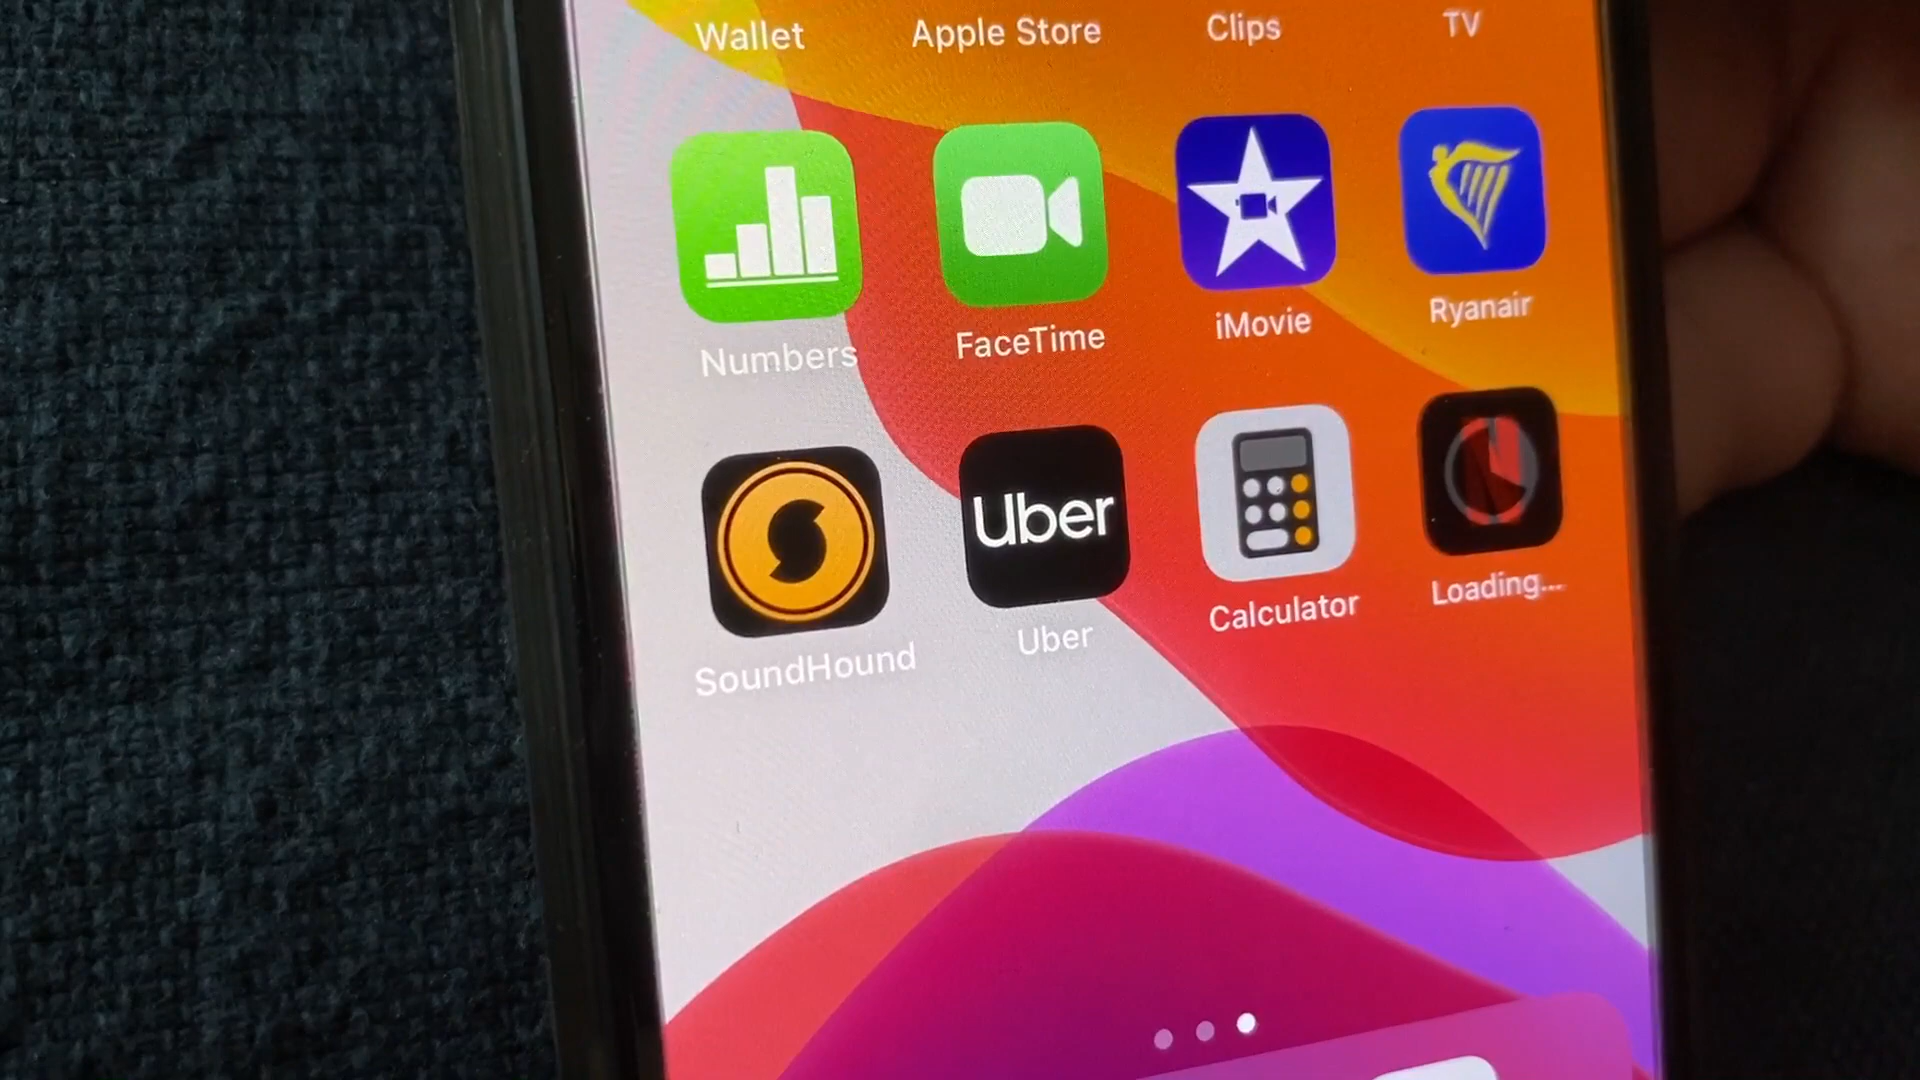 Wallet Apple Store Clips TV
Numbers FaceTime iMovie Ryanair
Uber
SoundHound Uber Calculator Loading...